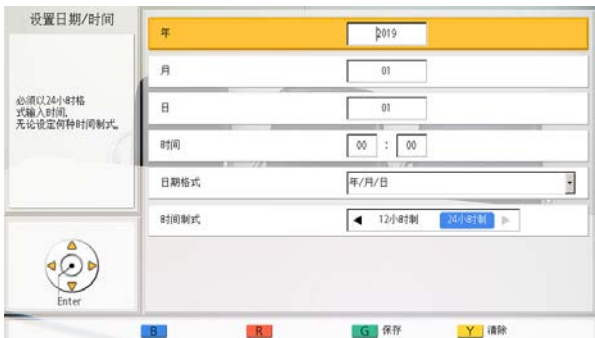 设置日期/时间
必须以24小时格
式输入时间,
无论设定何种时间制式。
年 2019
月 01
日 01
时间 00 : 00
日期格式 年/月/日
时间制式 12小时制 24小时制
Enter
B R G 保存 Y 清除